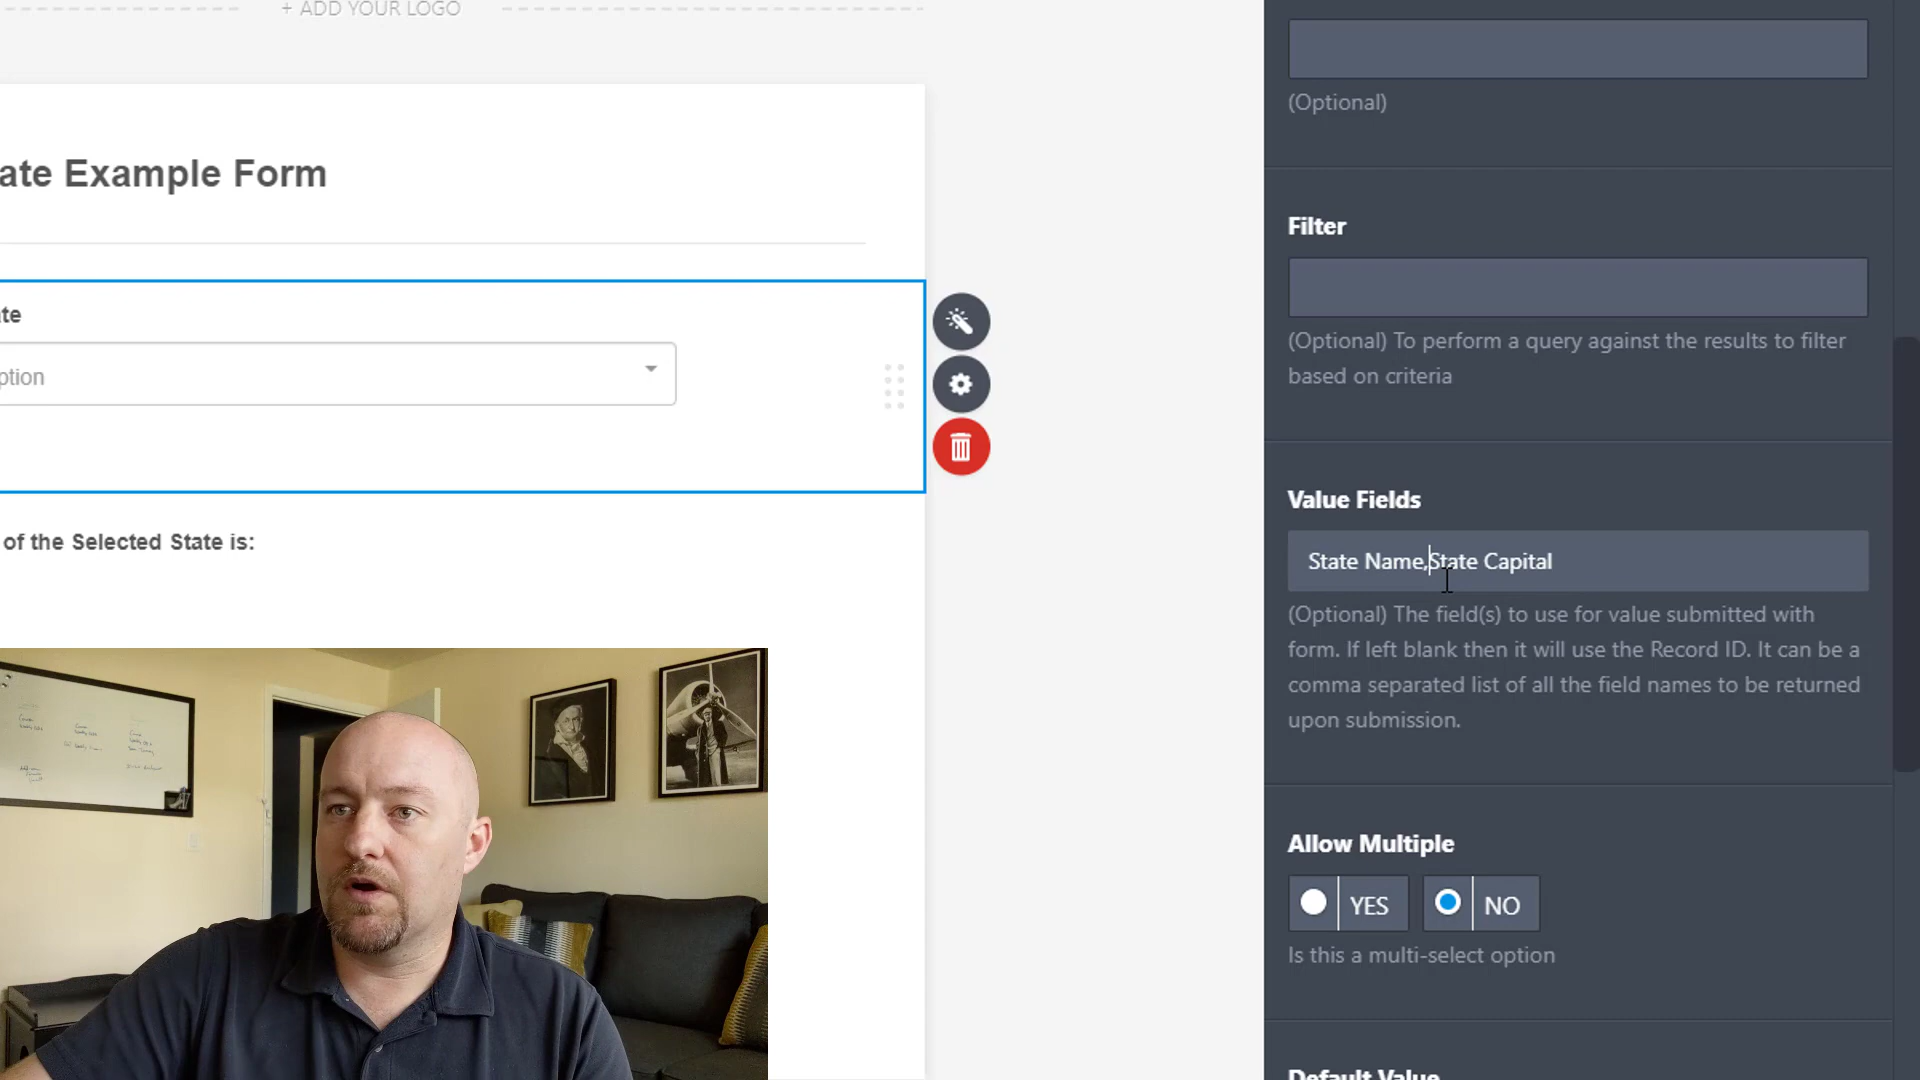 + ADD YOUR LOGO
ate Example Form
ate
ption
of the Selected State is:
(Optional)
Filter
(Optional) To perform a query against the results to filter
based on criteria
Value Fields
State Name,State Capital
(Optional) The field(s) to use for value submitted with
form. If left blank then it will use the Record ID. It can be a
comma separated list of all the field names to be returned
upon submission.
Allow Multiple
YES
NO
Is this a multi-select option
Default Value